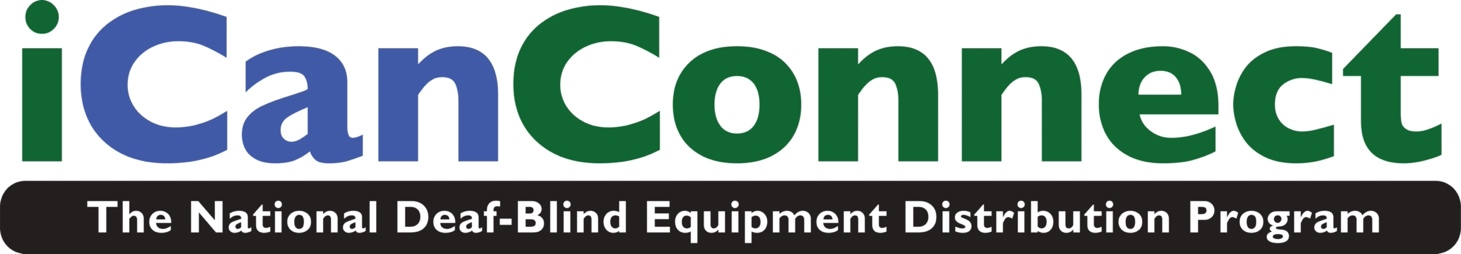 iCanConnect
The National Deaf-Blind Equipment Distribution Program